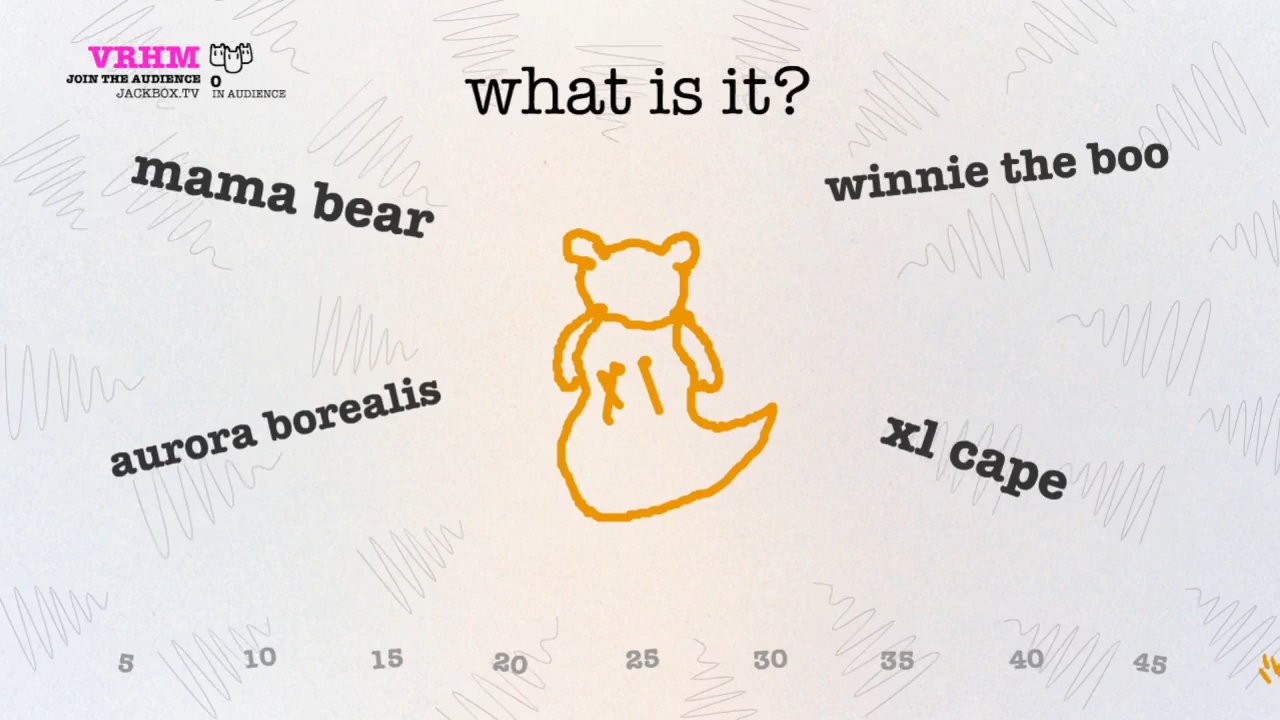 VRHM
JOIN THE AUDIENCE
JACKBOX.TV
0
IN AUDIENCE
what is it?
mama bear
winnie the boo
aurora borealis
xl cape
5 10 15 20 25 30 35 40 45